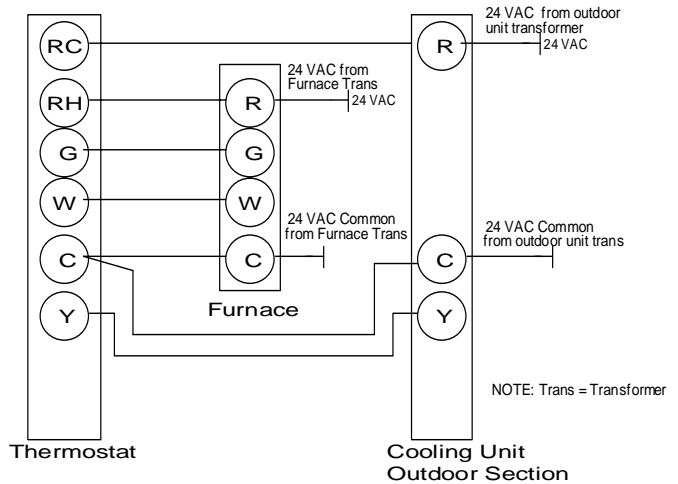 24 VAC from outdoor
unit transformer
RC
R
24 VAC
24 VAC from
Furnace Trans
RH
R
24 VAC
G
G
W
W
24 VAC Common
from Furnace Trans
24 VAC Common
from outdoor unit trans
C
C
C
Furnace
Y
Y
NOTE: Trans = Transformer
Thermostat
Cooling Unit
Outdoor Section